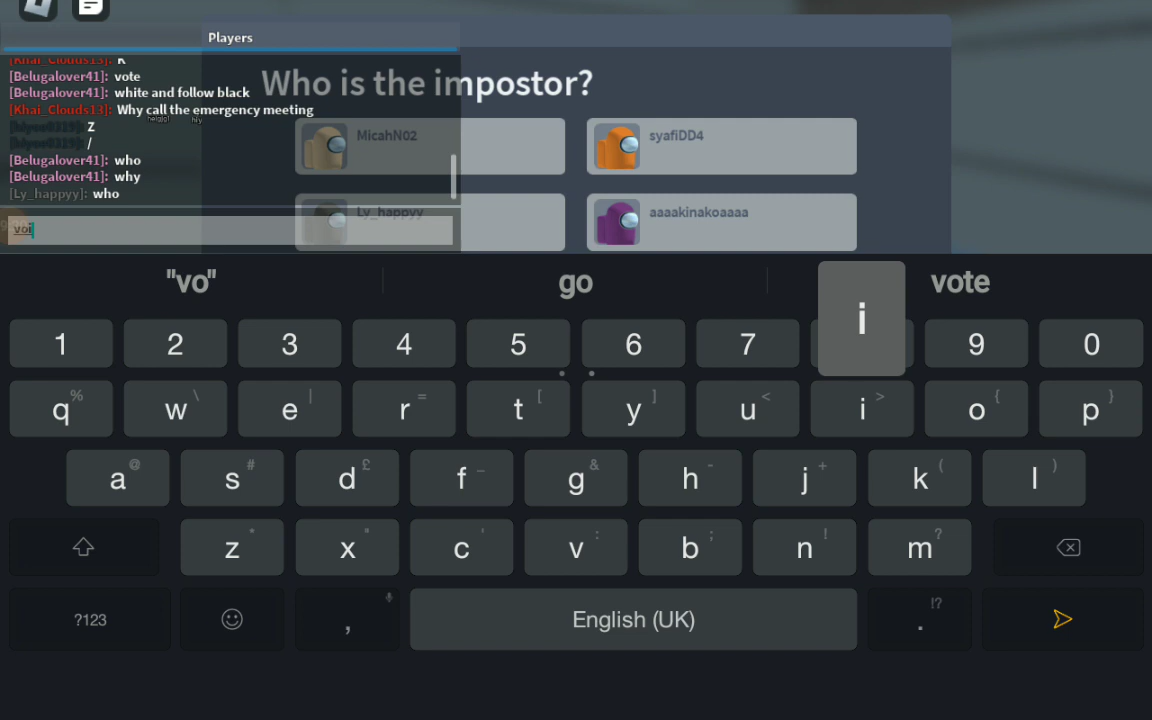 Players
[Khai_Clouds13]: K
[Belugalover41]: vote
[Belugalover41]: white and follow black
[Khai_Clouds13]: Why call the emergency meeting
Z
/
[Belugalover41]: who
[Belugalover41]: why
[Ly_happyy]: who
voi
Who is the impostor?
MicahN02
syafiDD4
Ly_happyy
aaaakinakoaaaa
"vo" go vote
i
1 2 3 4 5 6 7 9 0
q % w \ e | r = t [ y ] u < i > o { p }
a @ s # d £ f _ g & h - j + k ( l )
z * x " c ' v : b ; n ! m ?
?123 , English (UK) . !?